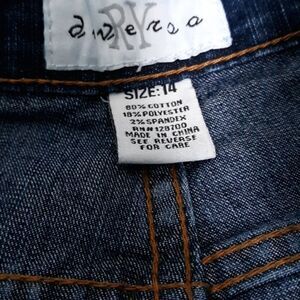 RY
SIZE:14
80% COTTON
18% POLYESTER
2% SPANDEX
RN#128700
MADE IN CHINA
SEE REVERSE
FOR CARE